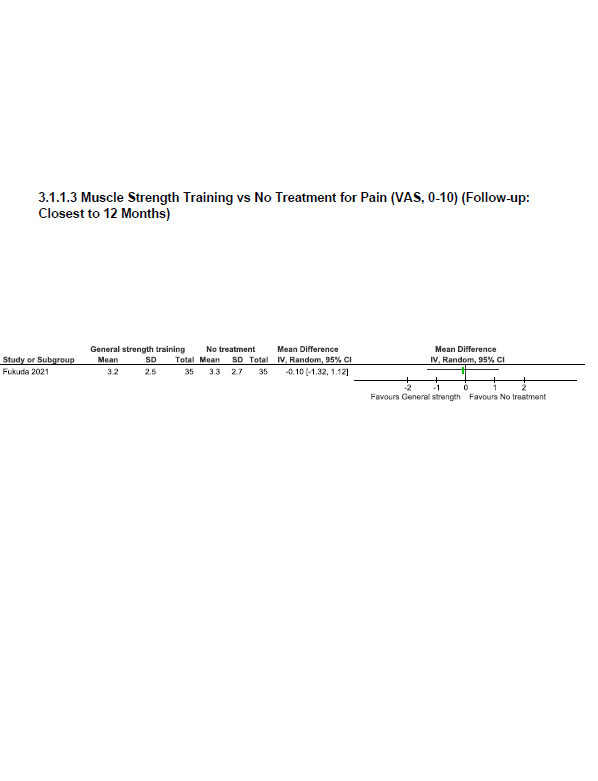 3.1.1.3 Muscle Strength Training vs No Treatment for Pain (VAS, 0-10) (Follow-up:
Closest to 12 Months)
General strength training No treatment Mean Difference Mean Difference
Study or Subgroup Mean SD Total Mean SD Total IV, Random, 95% CI IV, Random, 95% CI
Fukuda 2021 3.2 2.5 35 3.3 2.7 35 -0.10 [-1.32, 1.12]
-2 -1 0 1 2
Favours General strength Favours No treatment